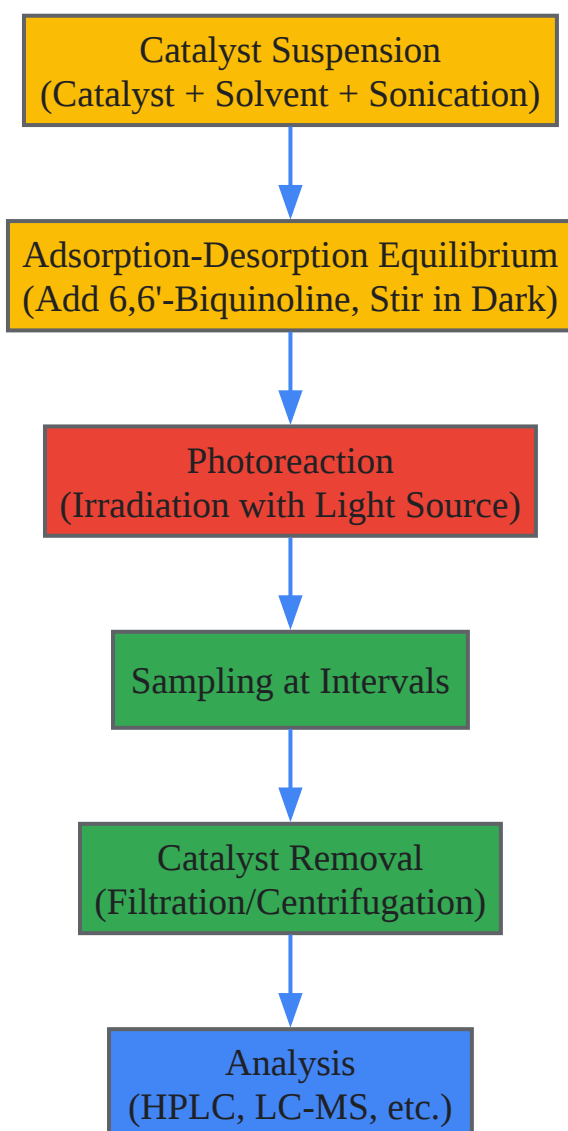 Catalyst Suspension
(Catalyst + Solvent + Sonication)
Adsorption-Desorption Equilibrium
(Add 6,6'-Biquinoline, Stir in Dark)
Photoreaction
(Irradiation with Light Source)
Sampling at Intervals
Catalyst Removal
(Filtration/Centrifugation)
Analysis
(HPLC, LC-MS, etc.)